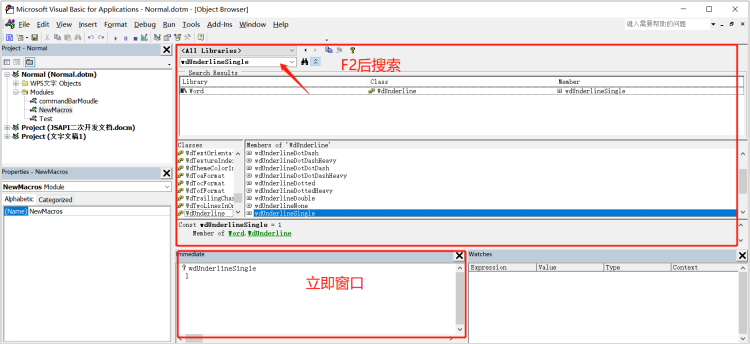 Microsoft Visual Basic for Applications - Normal.dotm - [Object Browser]
File Edit View Insert Format Debug Run Tools Add-Ins Window Help
键入需要帮助的问题
Project - Normal
Normal (Normal.dotm)
WPS文字 Objects
Modules
commandBarMoudle
NewMacros
Test
Project (JSAPI二次开发文档.docm)
Project (文字文稿1)
Properties - NewMacros
NewMacros Module
Alphabetic Categorized
(Name) NewMacros
<All Libraries>
wdUnderlineSingle
F2后搜索
Search Results
Library Class Member
Word WdUnderline wdUnderlineSingle
Classes
WdTextOrienta
WdTextureIndex
WdThemeColorIn
WdToaFormat
WdTocFormat
WdTofFormat
WdTrailingChar
WdTwoLinesInOn
WdUnderline
Members of 'WdUnderline'
wdUnderlineDotDash
wdUnderlineDotDashHeavy
wdUnderlineDotDotDash
wdUnderlineDotDotDashHeavy
wdUnderlineDotted
wdUnderlineDottedHeavy
wdUnderlineDouble
wdUnderlineNone
wdUnderlineSingle
Const wdUnderlineSingle = 1
Member of Word.WdUnderline
Immediate
? wdUnderlineSingle
1
立即窗口
Watches
Expression Value Type Context